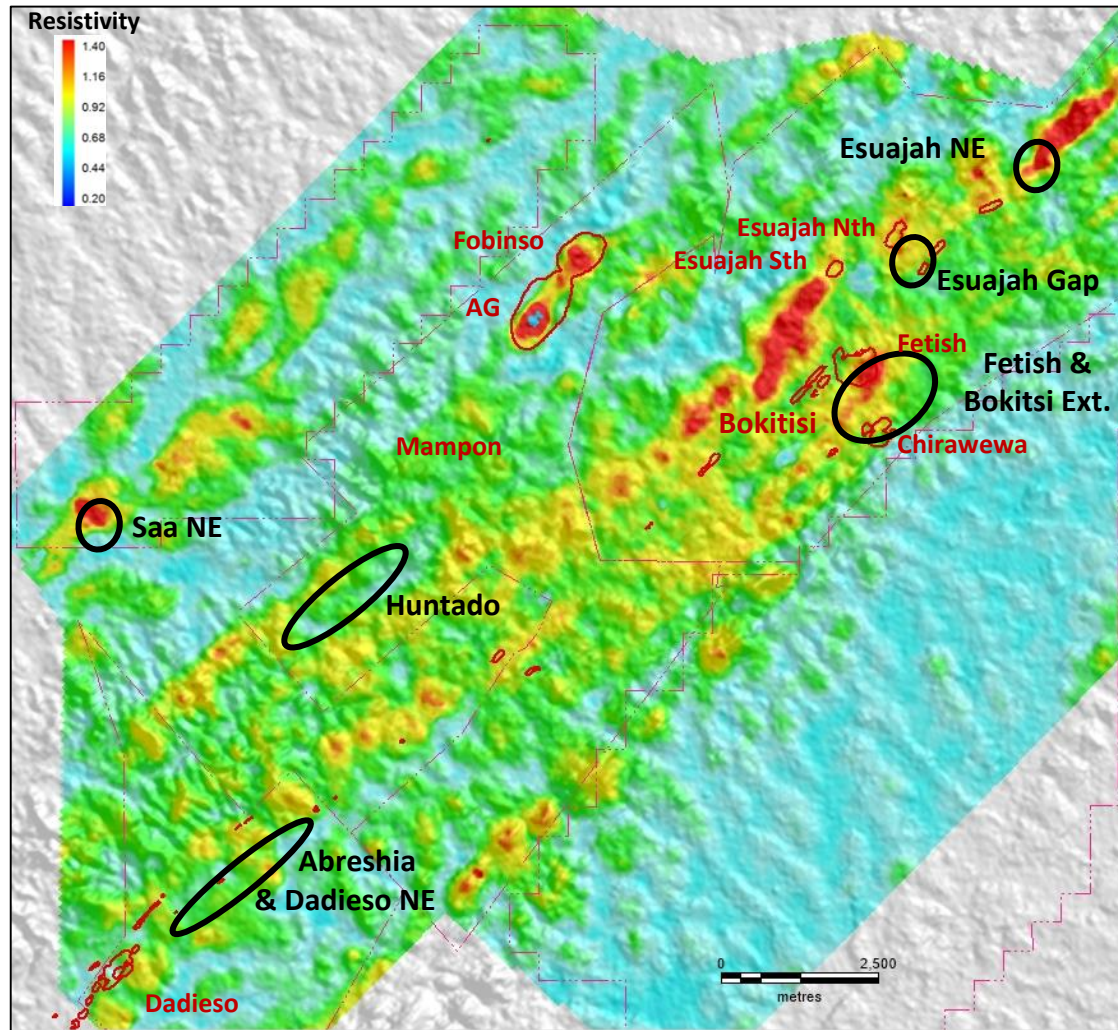 Resistivity
1.40
1.16
0.92
0.68
0.44
0.20
Esuajah NE
Esuajah Nth
Fobinso
Esuajah Sth
Esuajah Gap
AG
Fetish
Fetish &
Bokitsi Ext.
Bokitisi
Mampon
Chirawewa
Saa NE
Huntado
Abreshia
& Dadieso NE
0 2,500
metres
Dadieso